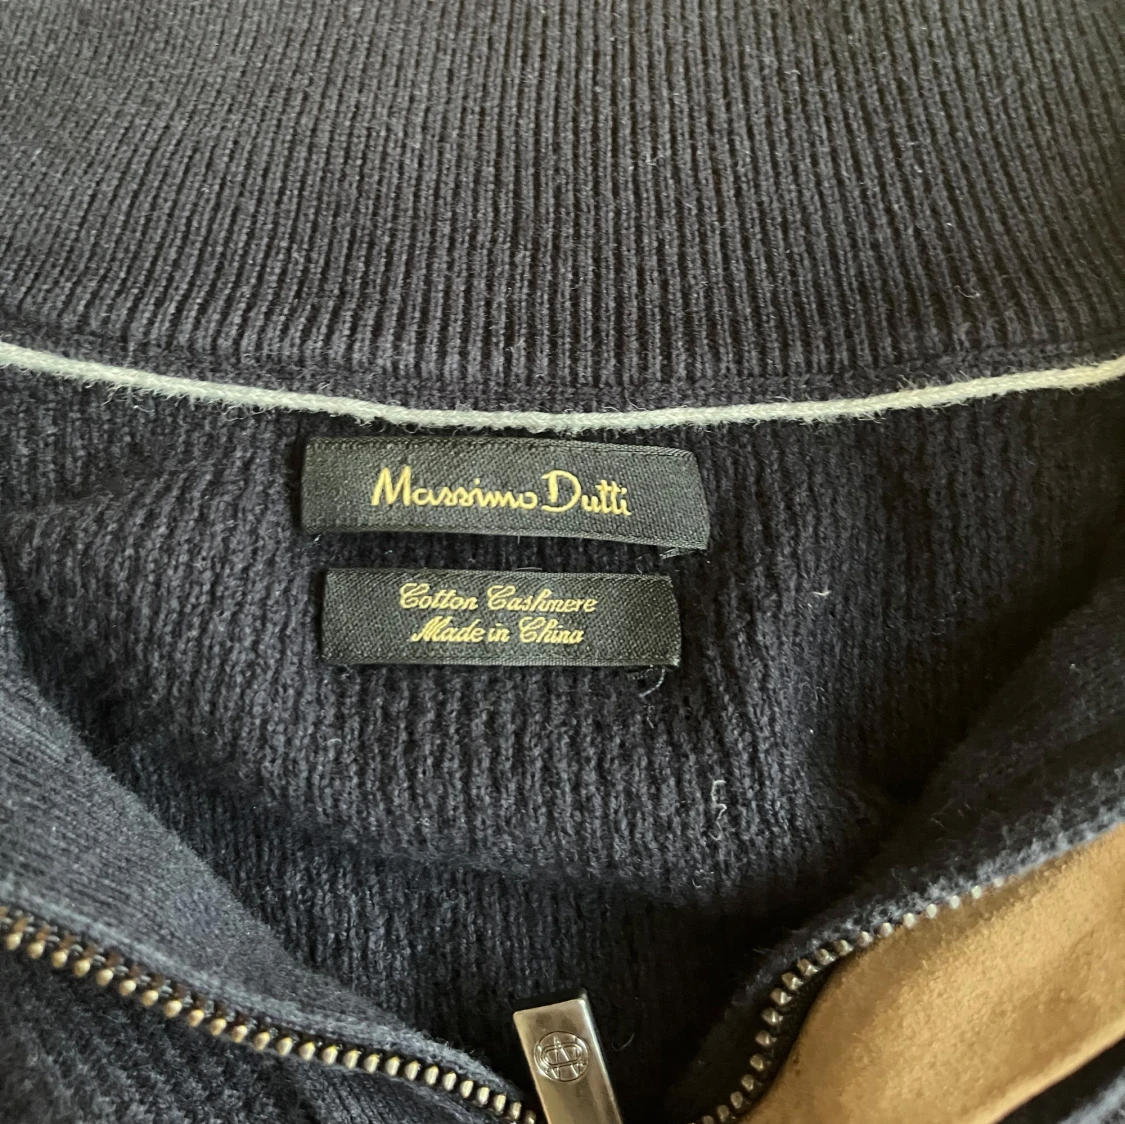 Massimo Dutti
Cotton Cashmere
Made in China